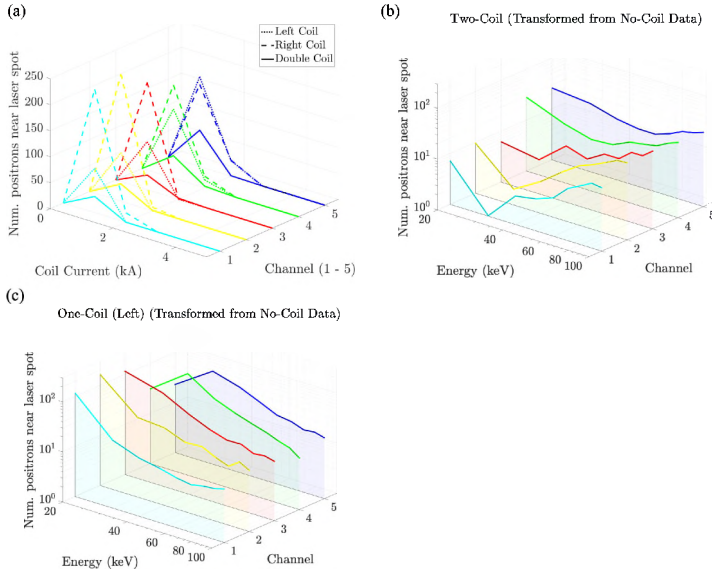 (a)
Num. positrons near laser spot
250
200
150
100
50
0
0
2
4
Coil Current (kA)
1
2
3
4
5
Channel (1 - 5)
Left Coil
Right Coil
Double Coil
(b)
Two-Coil (Transformed from No-Coil Data)
Num. positrons near laser spot
10²
10¹
10⁰
20
40
60
80
100
Energy (keV)
1
2
3
4
5
Channel
(c)
One-Coil (Left) (Transformed from No-Coil Data)
Num. positrons near laser spot
10²
10¹
10⁰
20
40
60
80
100
Energy (keV)
1
2
3
4
5
Channel